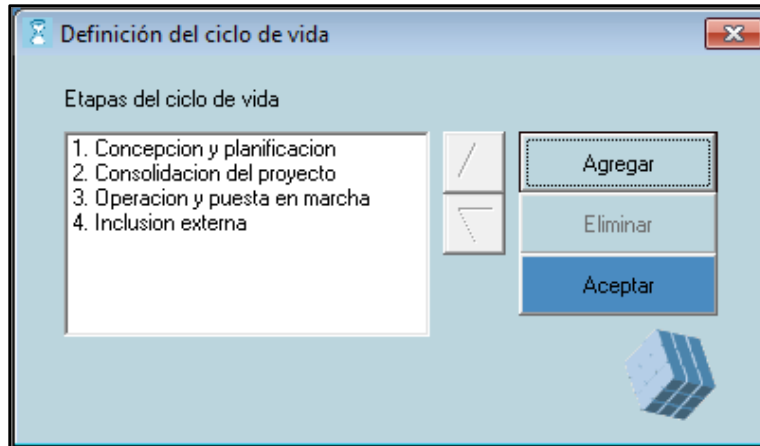 Definición del ciclo de vida
Etapas del ciclo de vida
1. Concepcion y planificacion
2. Consolidacion del proyecto
3. Operacion y puesta en marcha
4. Inclusion externa
Agregar
Eliminar
Aceptar